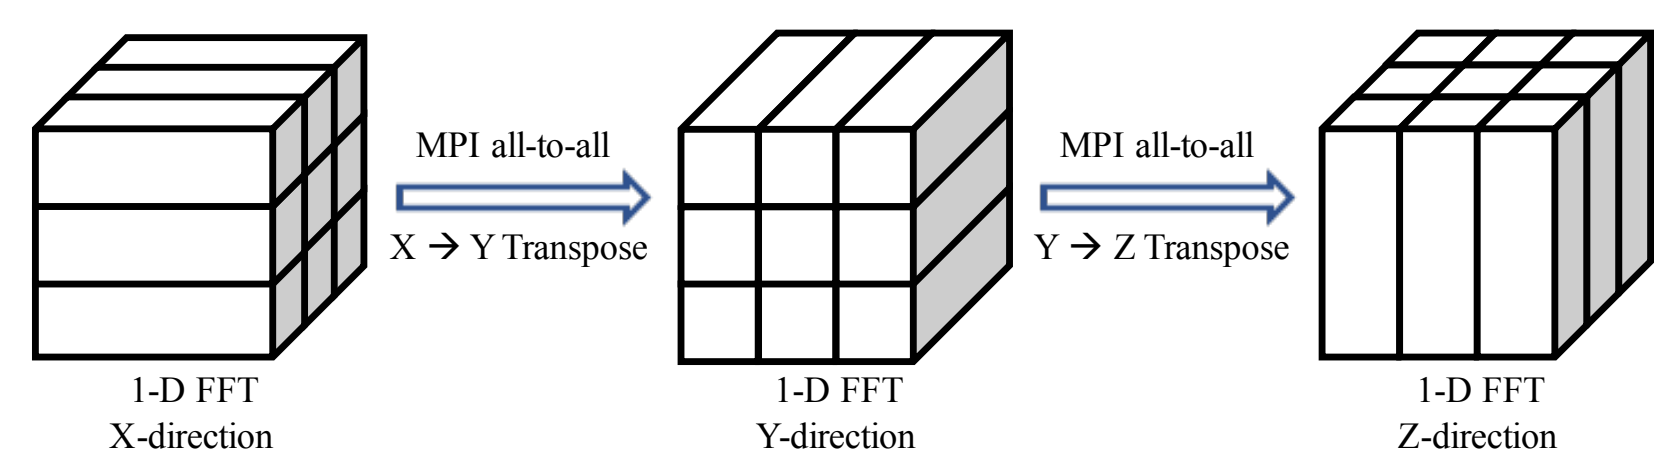 MPI all-to-all
X → Y Transpose
MPI all-to-all
Y → Z Transpose
1-D FFT
X-direction
1-D FFT
Y-direction
1-D FFT
Z-direction